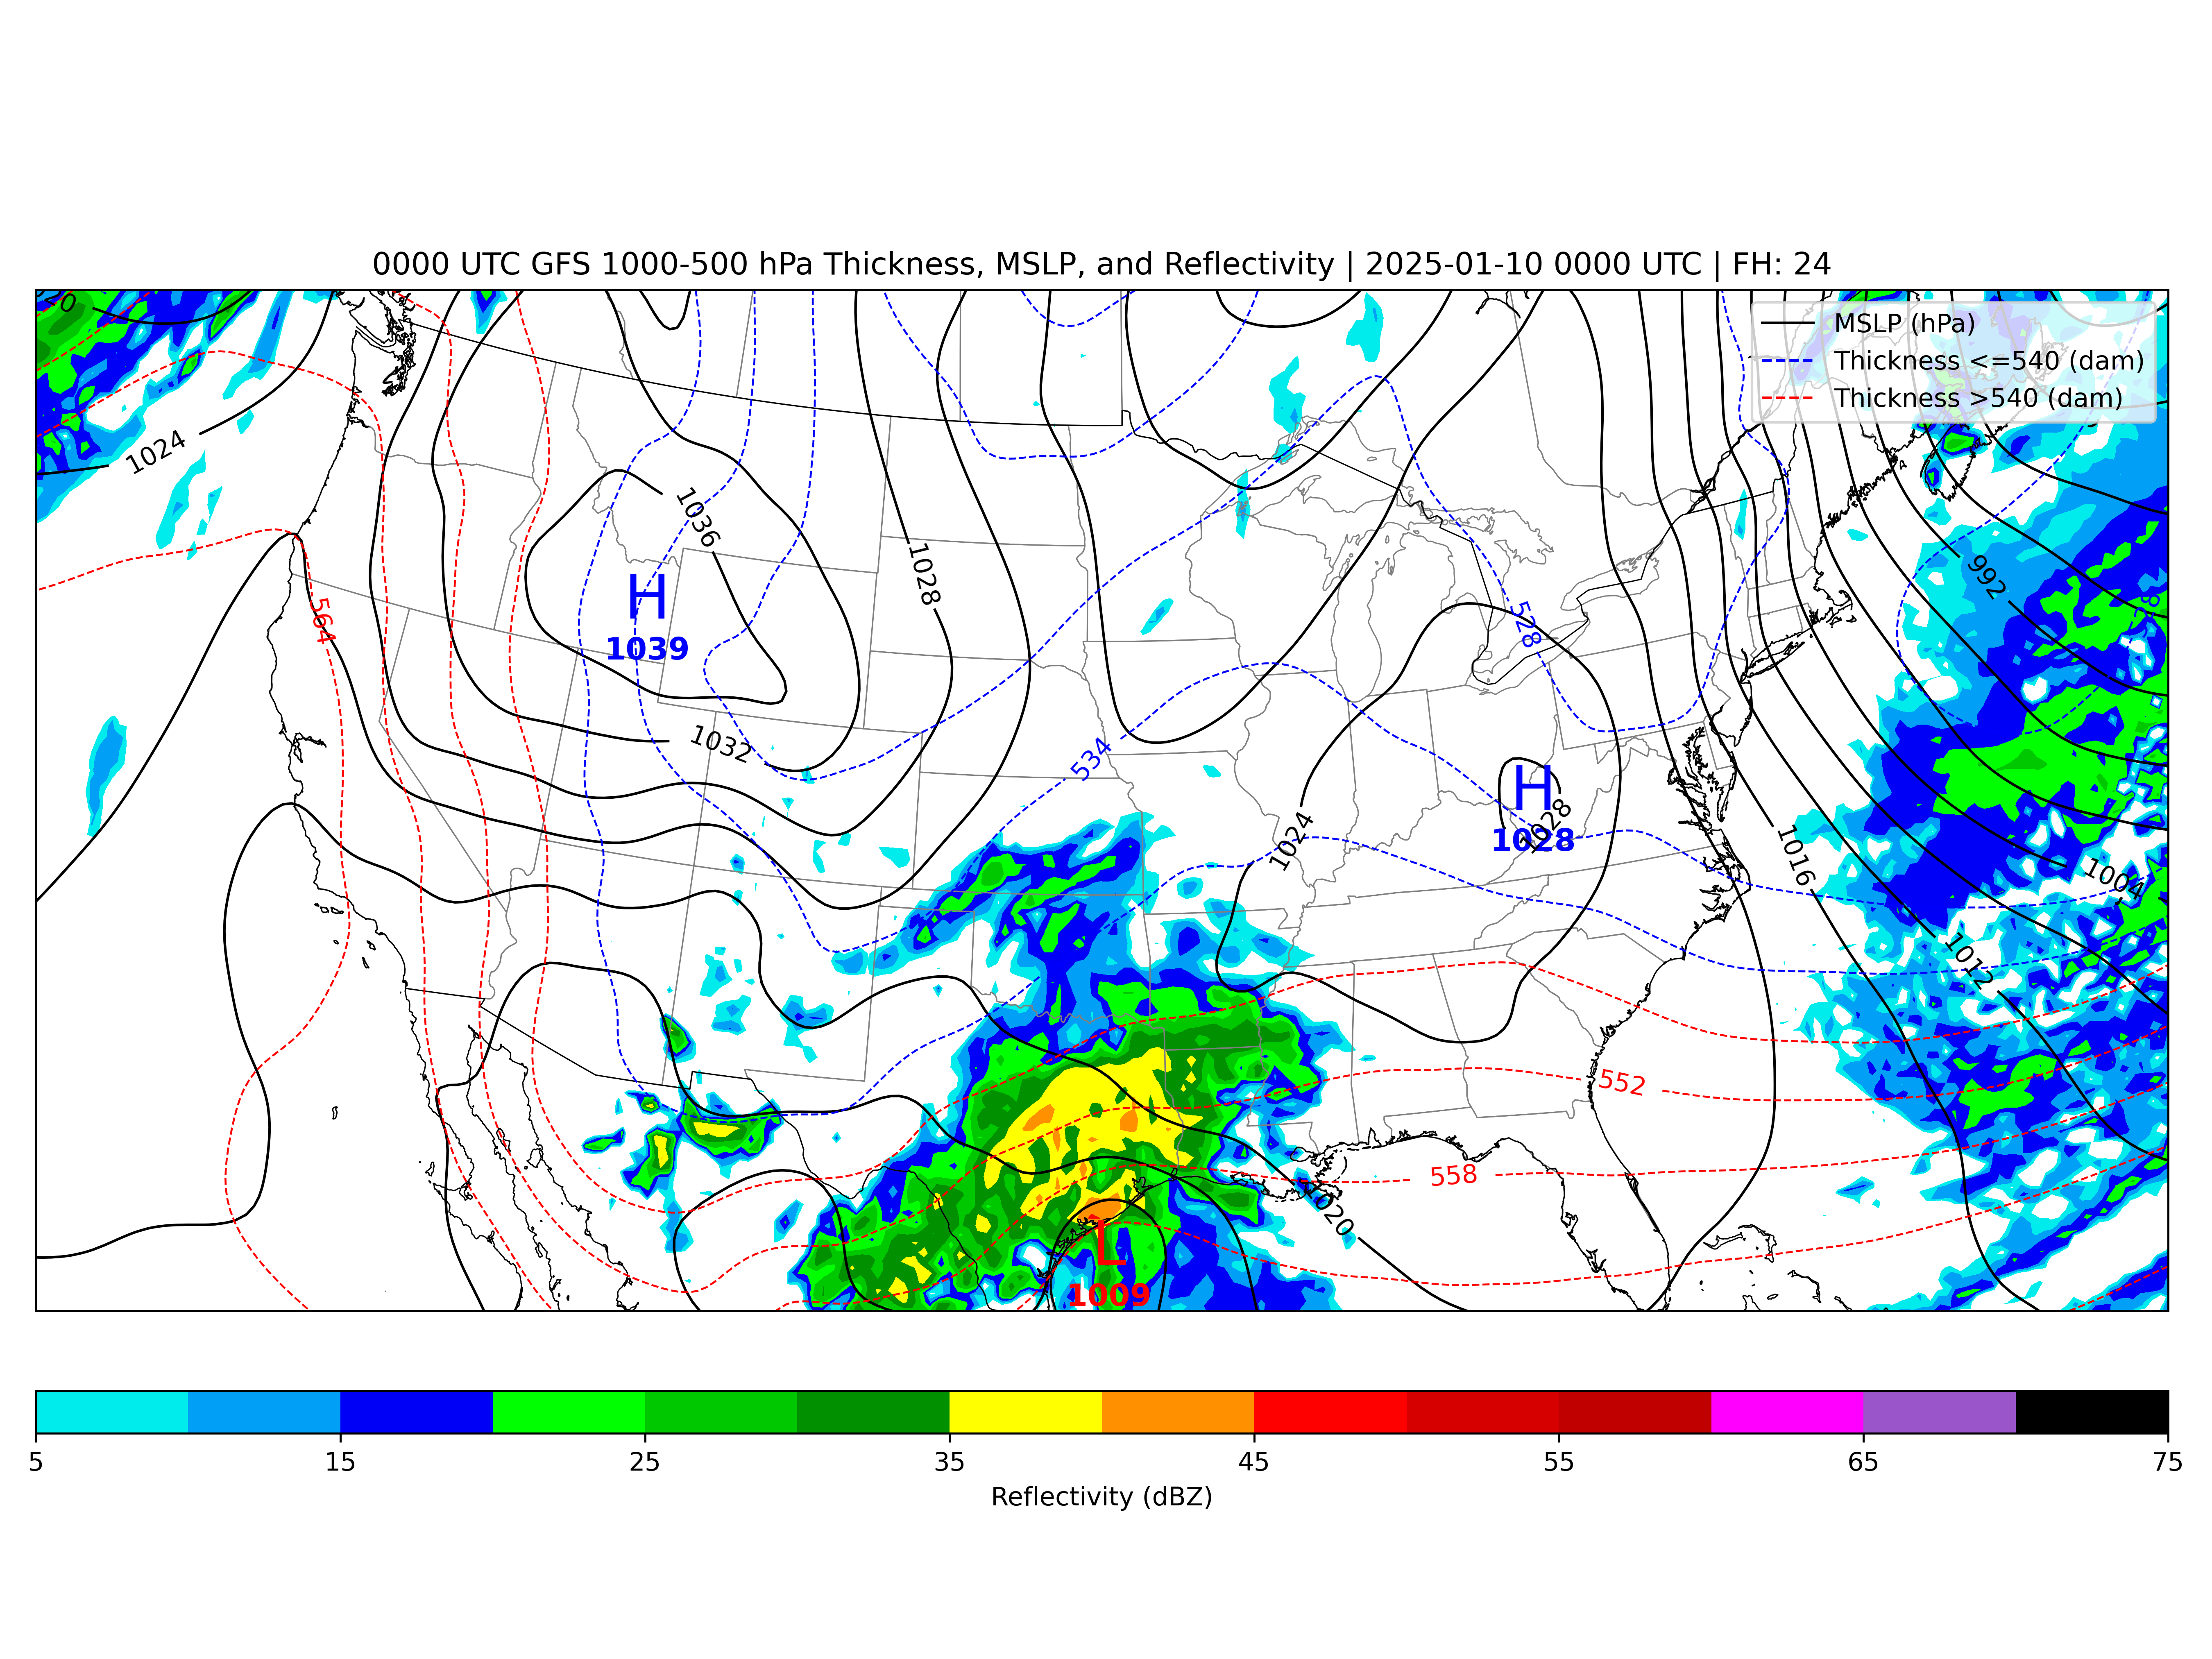 0000 UTC GFS 1000-500 hPa Thickness, MSLP, and Reflectivity | 2025-01-10 0000 UTC | FH: 24
MSLP (hPa)
Thickness <=540 (dam)
Thickness >540 (dam)
20
1024
1036
1028
992
564
H
1039
528
1032
534
H
1028
1028
1024
1016
1004
1012
552
558
1020
L
1009
5 15 25 35 45 55 65 75
Reflectivity (dBZ)